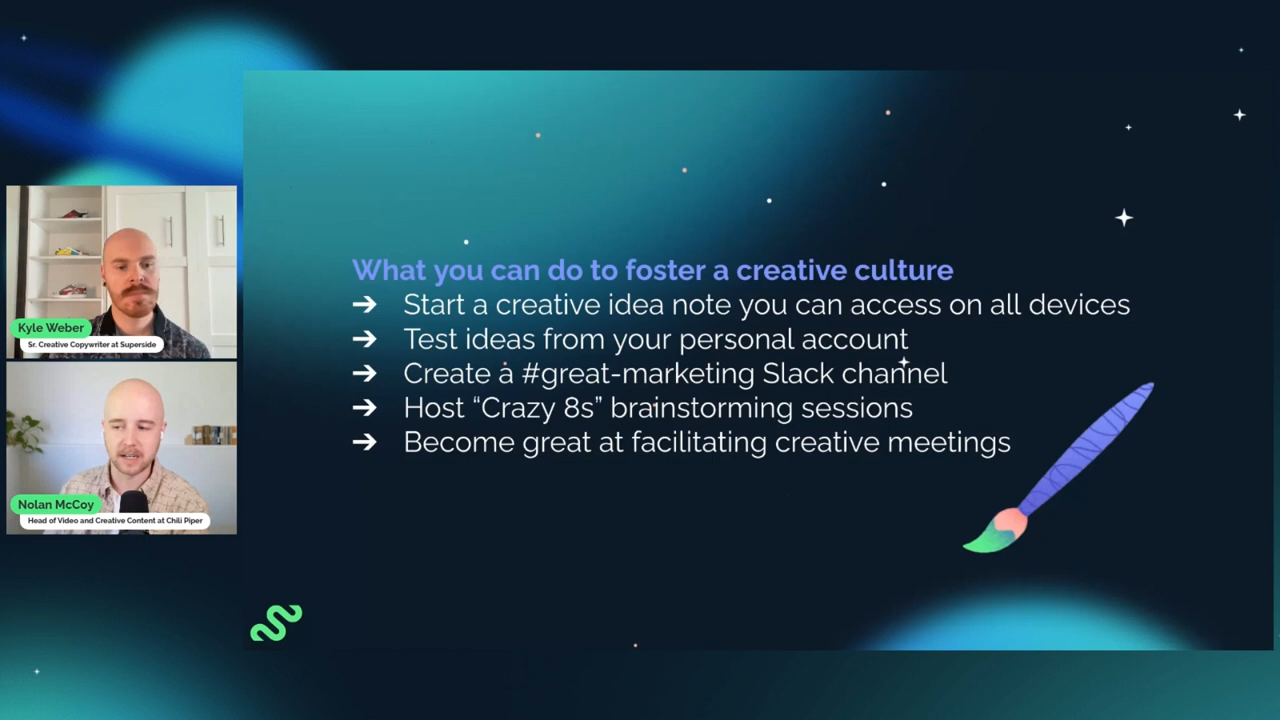 Kyle Weber
Sr. Creative Copywriter at Superside
Nolan McCoy
Head of Video and Creative Content at Chili Piper
What you can do to foster a creative culture
➔ Start a creative idea note you can access on all devices
➔ Test ideas from your personal account
➔ Create a #great-marketing Slack channel
➔ Host “Crazy 8s” brainstorming sessions
➔ Become great at facilitating creative meetings